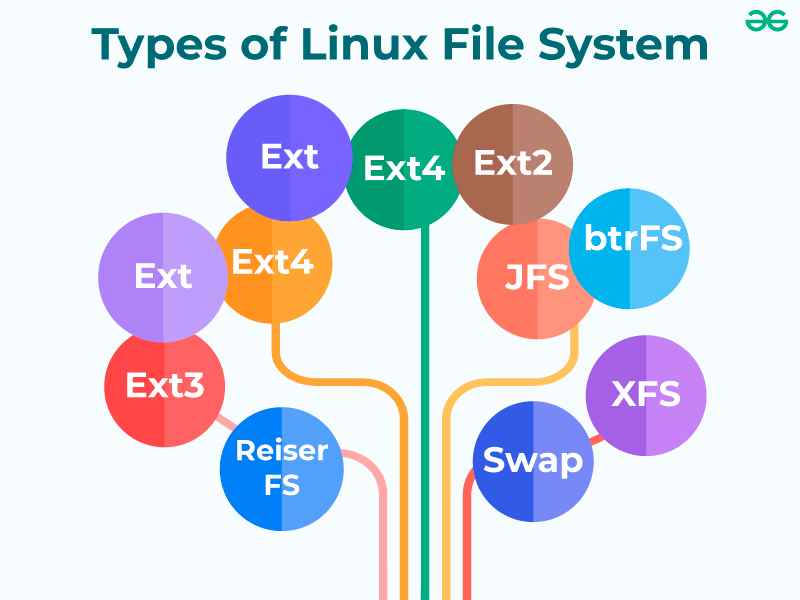 Types of Linux File System
Ext
Ext4
Ext2
Ext
Ext4
JFS
btrFS
Ext3
XFS
Reiser
FS
Swap